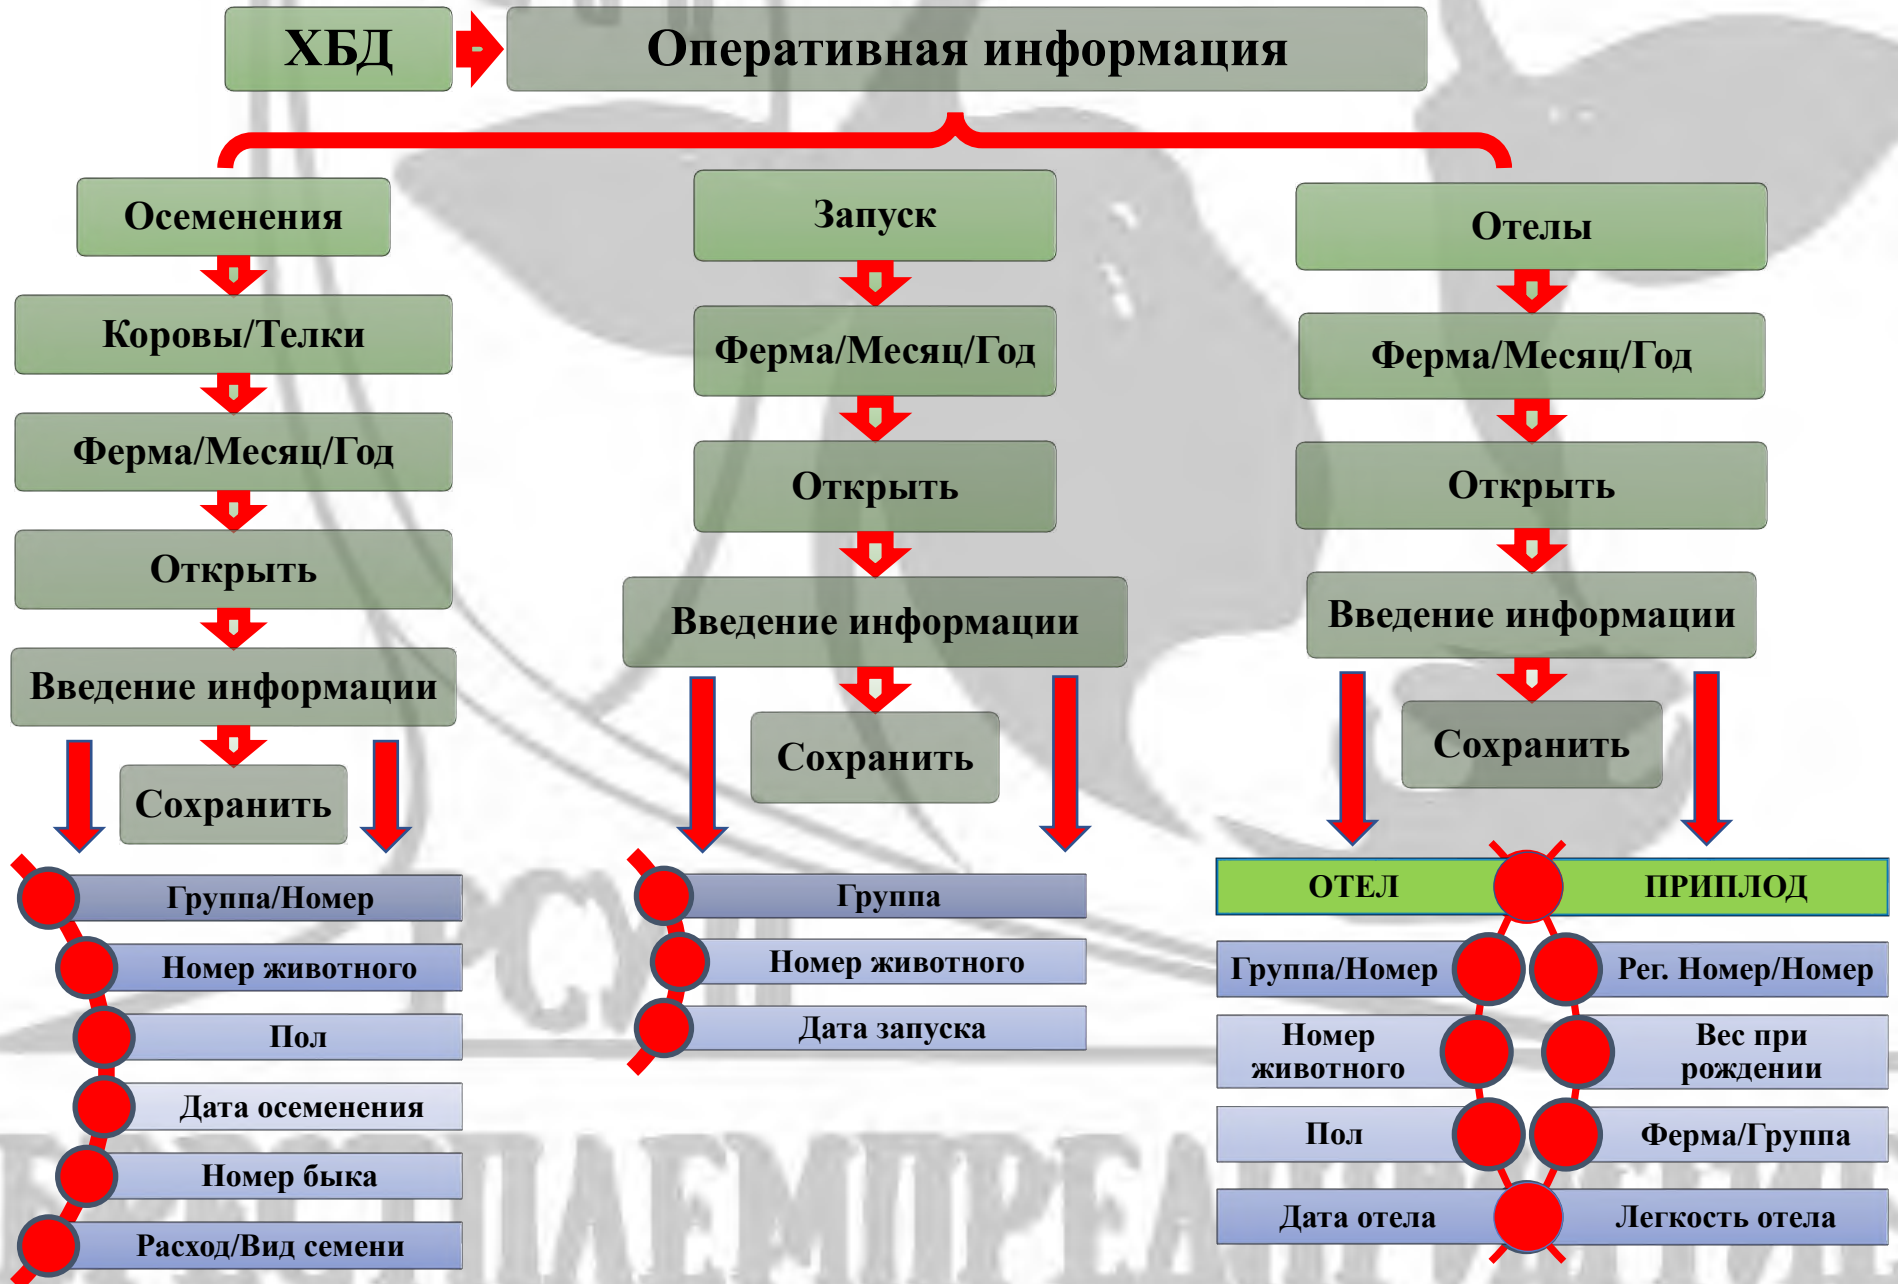 ХБД
Оперативная информация
Осеменения
Коровы/Телки
Ферма/Месяц/Год
Открыть
Введение информации
Сохранить
Группа/Номер
Номер животного
Пол
Дата осеменения
Номер быка
Расход/Вид семени
Запуск
Ферма/Месяц/Год
Открыть
Введение информации
Сохранить
Группа
Номер животного
Дата запуска
Отелы
Ферма/Месяц/Год
Открыть
Введение информации
Сохранить
ОТЕЛ
Группа/Номер
Номер
животного
Пол
Дата отела
ПРИПЛОД
Рег. Номер/Номер
Вес при
рождении
Ферма/Группа
Легкость отела